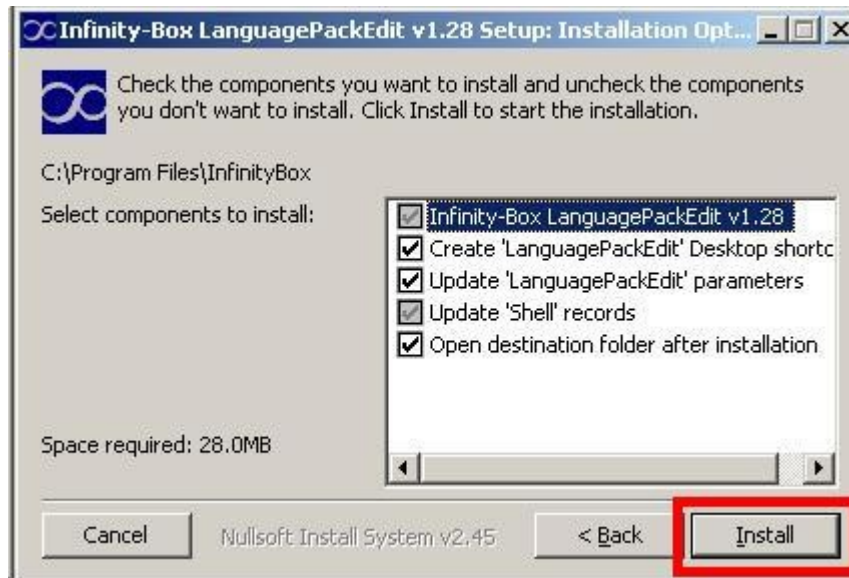 Infinity-Box LanguagePackEdit v1.28 Setup: Installation Opt...
Check the components you want to install and uncheck the components
you don't want to install. Click Install to start the installation.
C:\Program Files\InfinityBox
Select components to install:
Infinity-Box LanguagePackEdit v1.28
Create 'LanguagePackEdit' Desktop shortc
Update 'LanguagePackEdit' parameters
Update 'Shell' records
Open destination folder after installation
Space required: 28.0MB
Cancel
Nullsoft Install System v2.45
< Back
Install